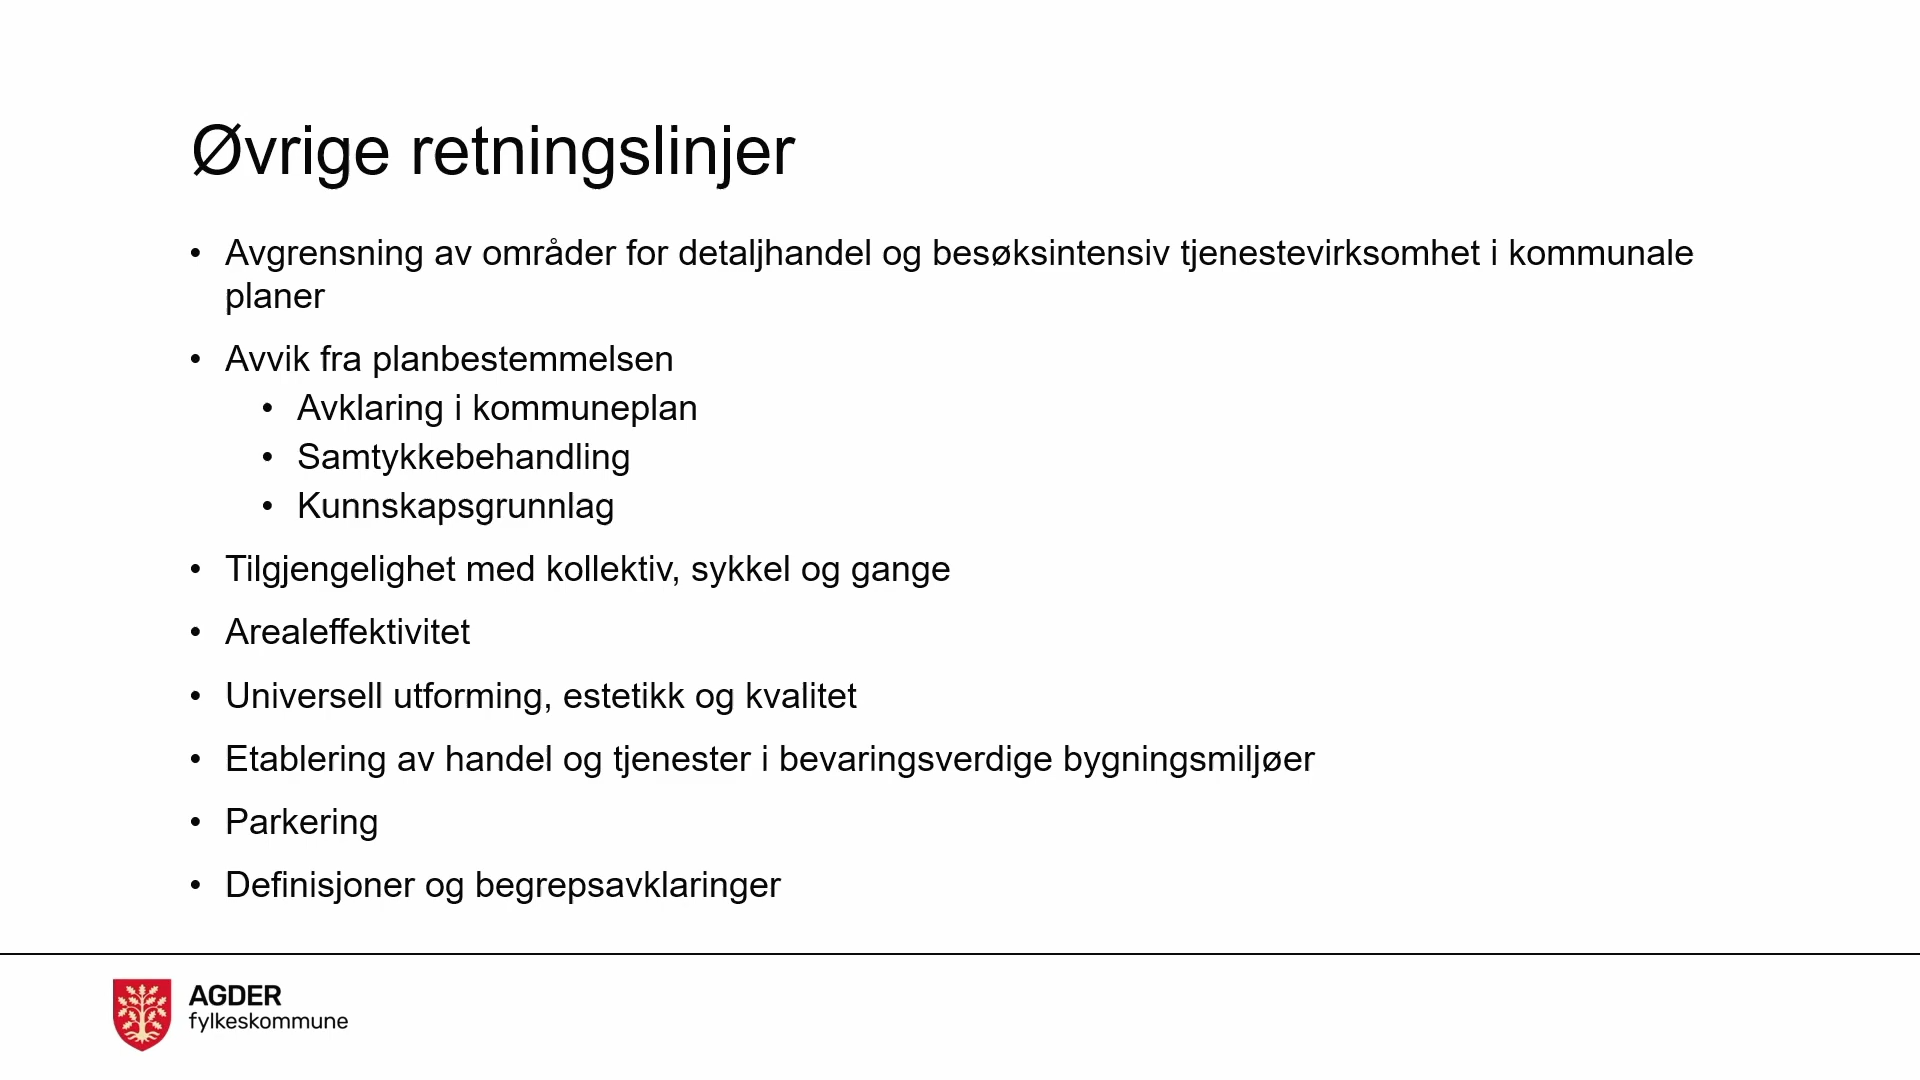 Øvrige retningslinjer
• Avgrensning av områder for detaljhandel og besøksintensiv tjenestevirksomhet i kommunale
planer
• Avvik fra planbestemmelsen
• Avklaring i kommuneplan
• Samtykkebehandling
• Kunnskapsgrunnlag
• Tilgjengelighet med kollektiv, sykkel og gange
• Arealeffektivitet
• Universell utforming, estetikk og kvalitet
• Etablering av handel og tjenester i bevaringsverdige bygningsmiljøer
• Parkering
• Definisjoner og begrepsavklaringer
AGDER
fylkeskommune